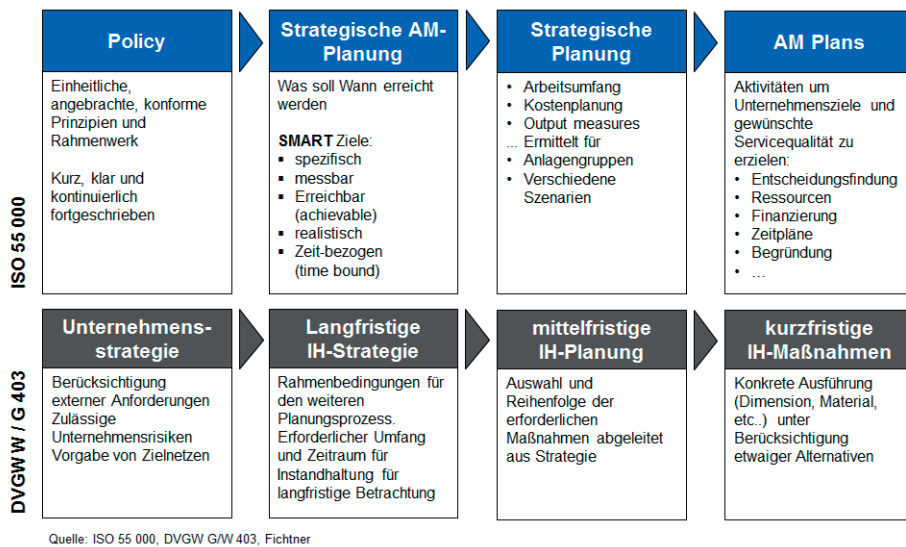 ISO 55 000
Policy
Einheitliche,
angebrachte, konforme
Prinzipien und
Rahmenwerk
Kurz, klar und
kontinuierlich
fortgeschrieben
Strategische AM-
Planung
Was soll Wann erreicht
werden
SMART Ziele:
▪ spezifisch
▪ messbar
▪ Erreichbar
(achievable)
▪ realistisch
▪ Zeit-bezogen
(time bound)
Strategische
Planung
• Arbeitsumfang
• Kostenplanung
• Output measures
... Ermittelt für
• Anlagengruppen
• Verschiedene
Szenarien
AM Plans
Aktivitäten um
Unternehmensziele und
gewünschte
Servicequalität zu
erzielen:
• Entscheidungsfindung
• Ressourcen
• Finanzierung
• Zeitpläne
• Begründung
• ...
DVGW W / G 403
Unternehmens-
strategie
Berücksichtigung
externer Anforderungen
Zulässige
Unternehmensrisiken
Vorgabe von Zielnetzen
Langfristige
IH-Strategie
Rahmenbedingungen für
den weiteren
Planungsprozess.
Erforderlicher Umfang
und Zeitraum für
Instandhaltung für
langfristige Betrachtung
mittelfristige
IH-Planung
Auswahl und
Reihenfolge der
erforderlichen
Maßnahmen abgeleitet
aus Strategie
kurzfristige
IH-Maßnahmen
Konkrete Ausführung
(Dimension, Material,
etc..) unter
Berücksichtigung
etwaiger Alternativen
Quelle: ISO 55 000, DVGW G/W 403, Fichtner